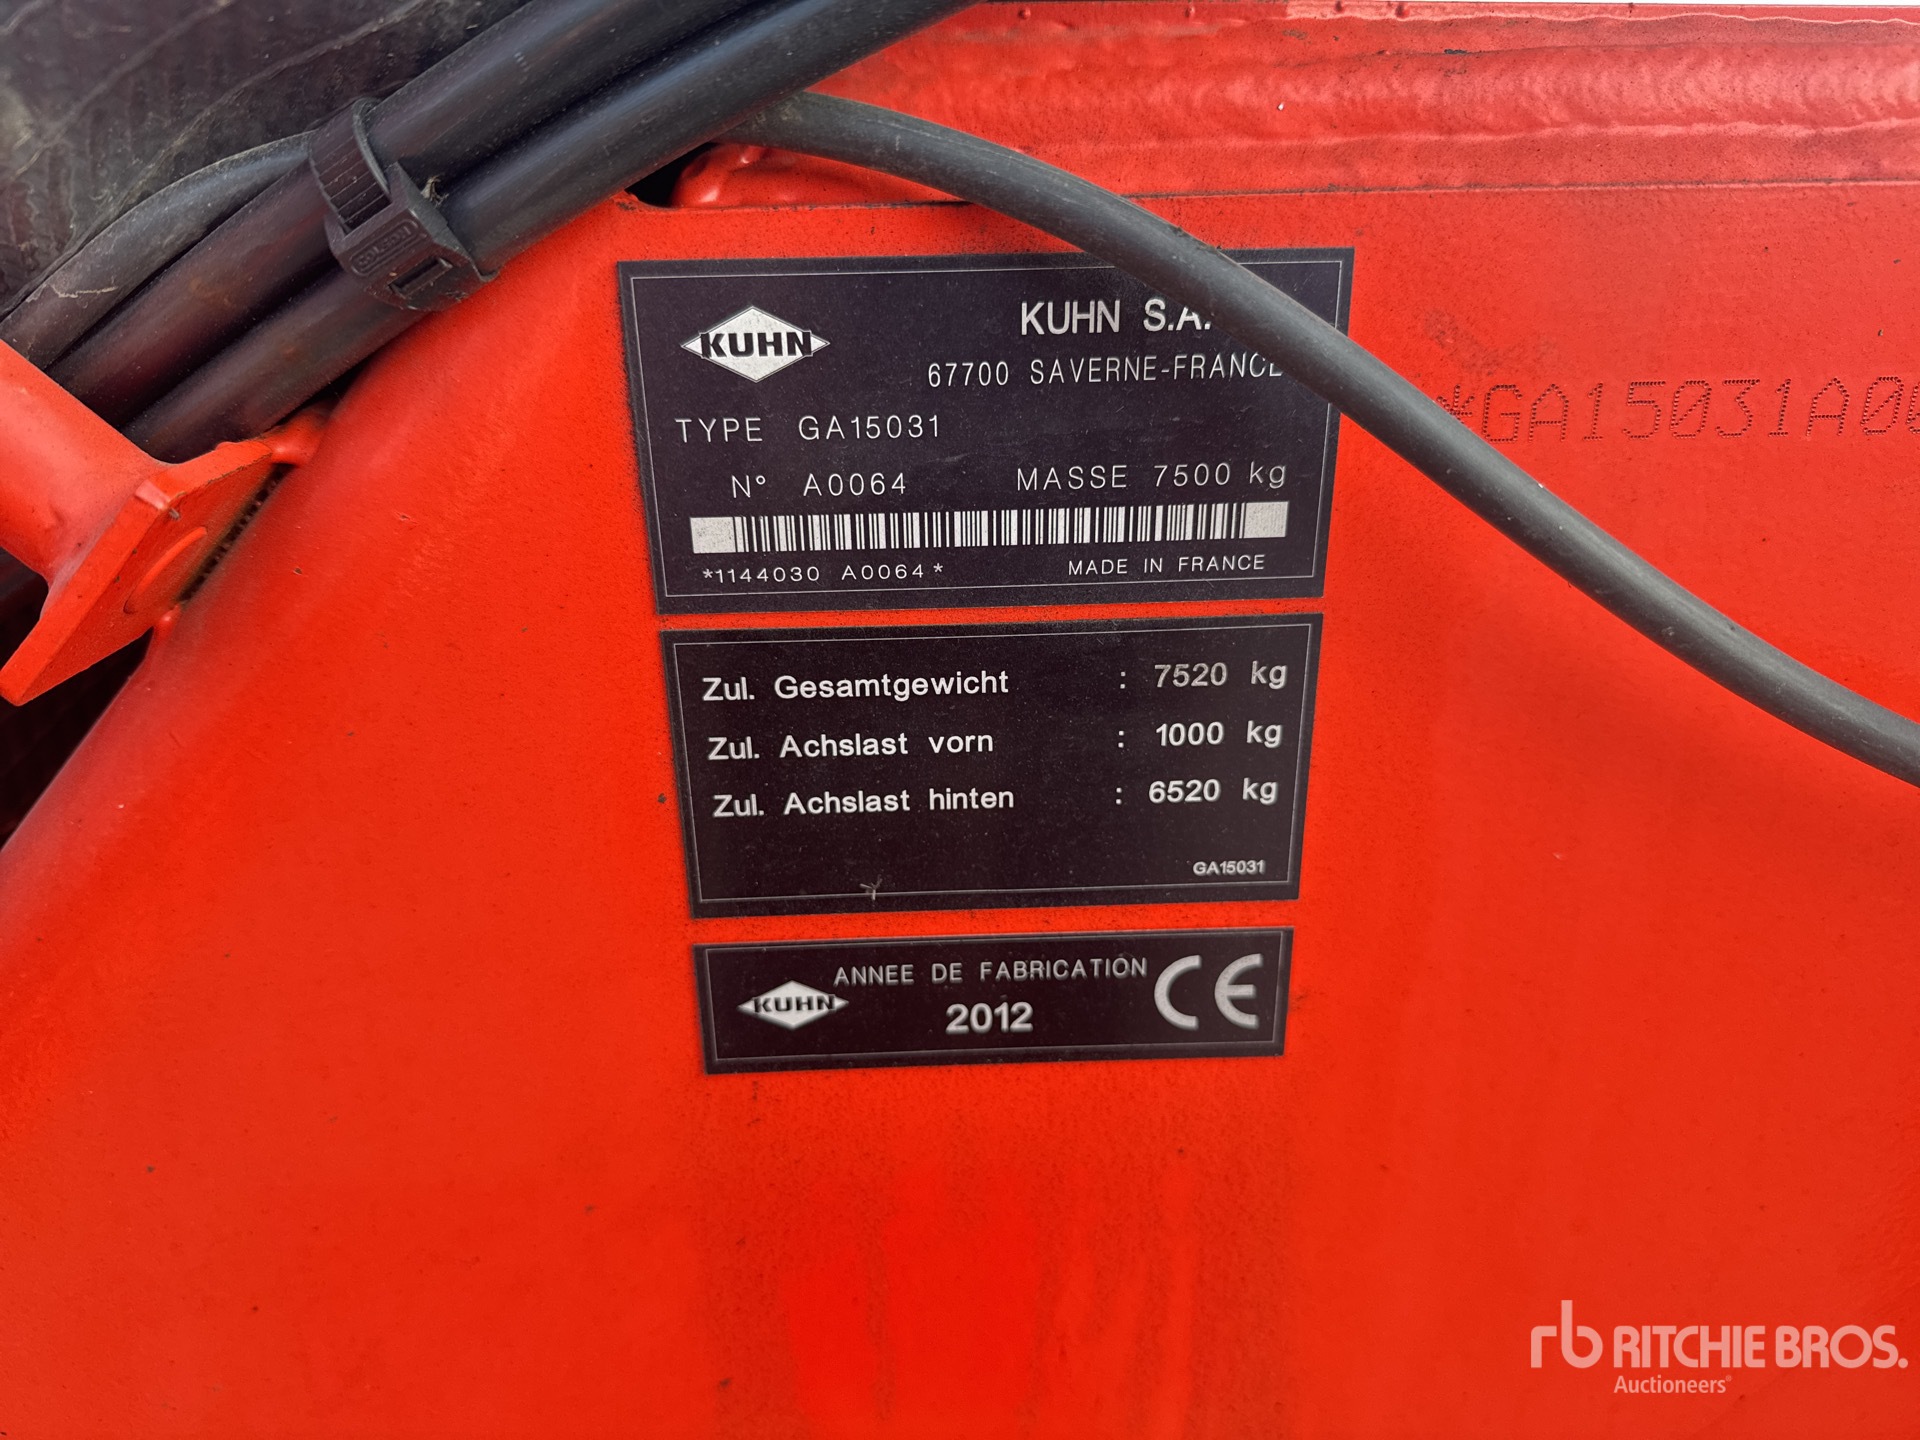 KUHN
KUHN S.A.
67700 SAVERNE-FRANCE
TYPE GA15031
N° A0064 MASSE 7500 kg
*1144030 A0064* MADE IN FRANCE
*GA15031A00
Zul. Gesamtgewicht : 7520 kg
Zul. Achslast vorn : 1000 kg
Zul. Achslast hinten : 6520 kg
GA15031
KUHN
ANNEE DE FABRICATION
2012
CE
rb RITCHIE BROS.
Auctioneers